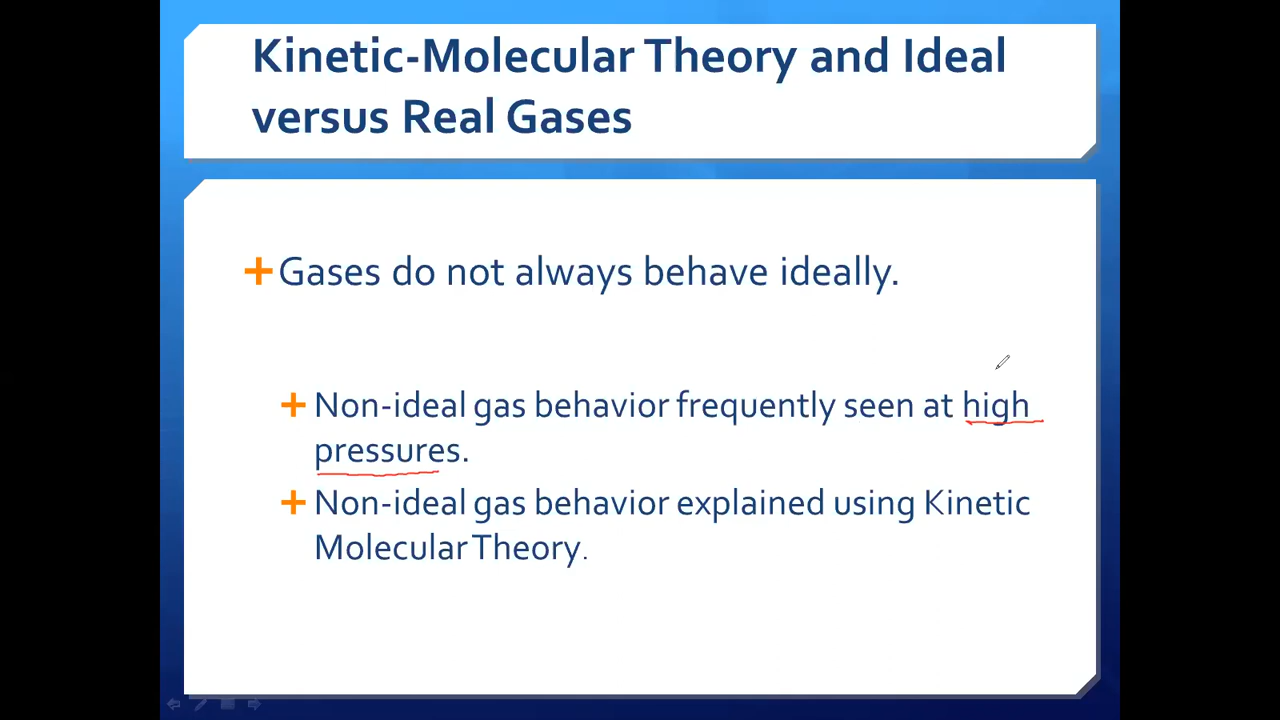 Kinetic-Molecular Theory and Ideal
versus Real Gases
Gases do not always behave ideally.
Non-ideal gas behavior frequently seen at high
pressures.
Non-ideal gas behavior explained using Kinetic
Molecular Theory.